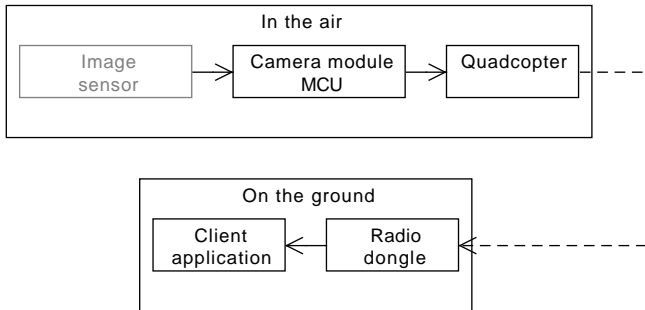 In the air
Image
sensor
Camera module
MCU
Quadcopter
On the ground
Client
application
Radio
dongle